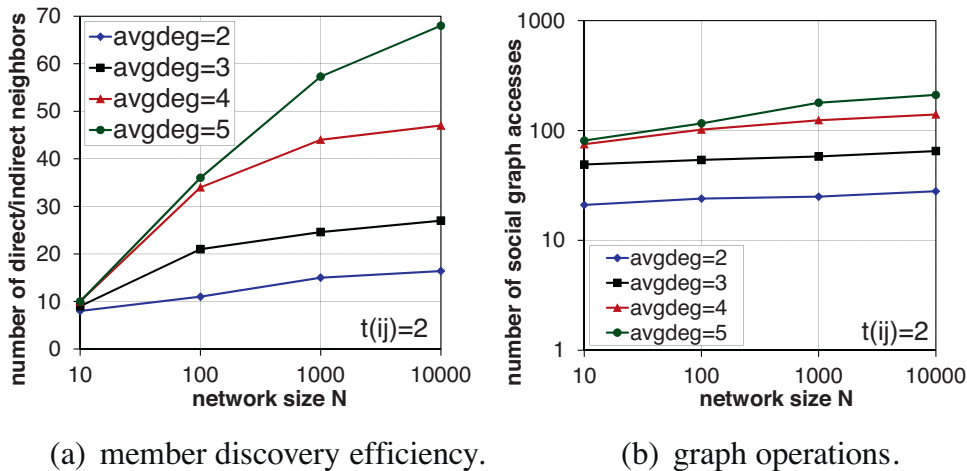 number of direct/indirect neighbors
70
60
50
40
30
20
10
0
avgdeg=2
avgdeg=3
avgdeg=4
avgdeg=5
t(ij)=2
10 100 1000 10000
network size N
(a) member discovery efficiency.
number of social graph accesses
1000
100
10
1
avgdeg=2
avgdeg=3
avgdeg=4
avgdeg=5
t(ij)=2
10 100 1000 10000
network size N
(b) graph operations.